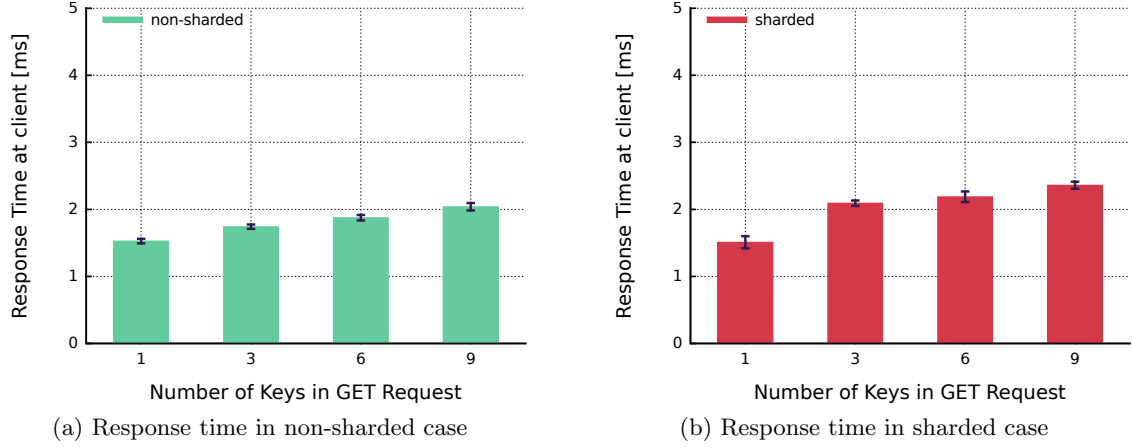 5
4
3
2
1
0
non-sharded
Response Time at client [ms]
1 3 6 9
Number of Keys in GET Request
(a) Response time in non-sharded case
5
4
3
2
1
0
sharded
Response Time at client [ms]
1 3 6 9
Number of Keys in GET Request
(b) Response time in sharded case